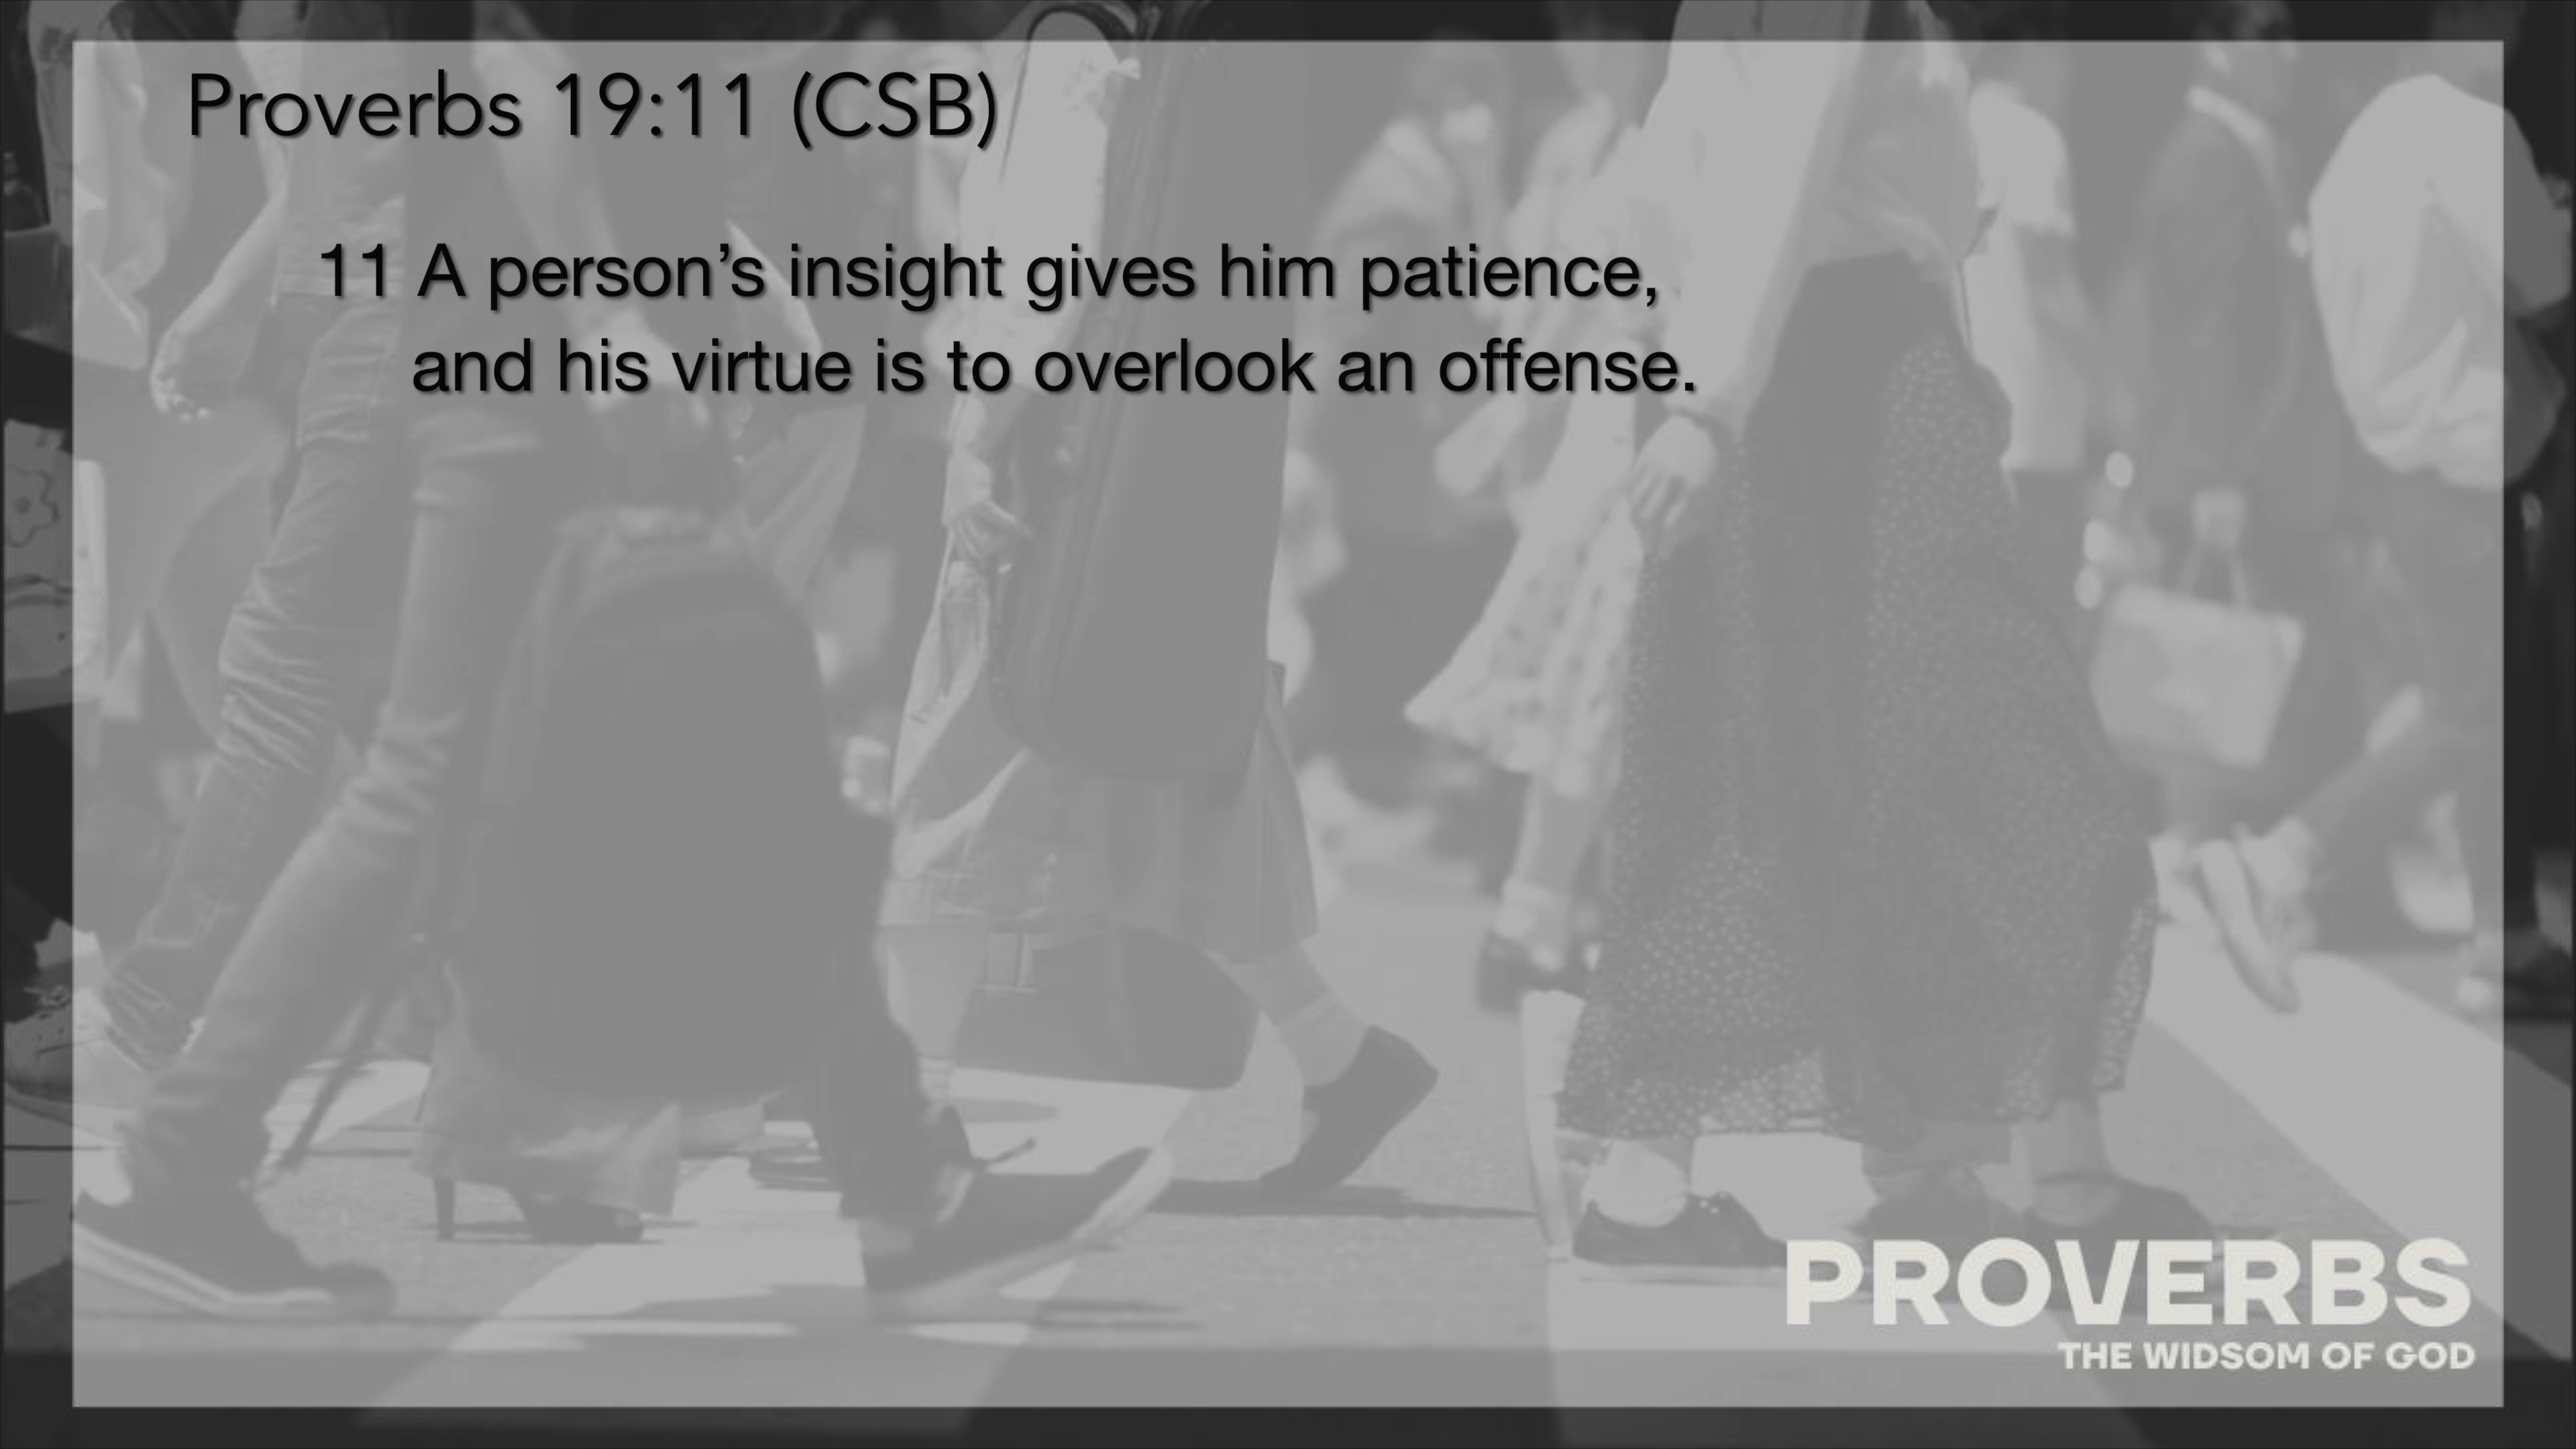 Proverbs 19:11 (CSB)
11 A person’s insight gives him patience,
and his virtue is to overlook an offense.
PROVERBS
THE WIDSOM OF GOD